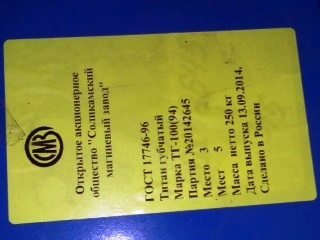 СМЗ
Открытое акционерное
общество "Соликамский
магниевый завод"
ГОСТ 17746-96
Титан губчатый
Марка ТГ-100(94)
Партия №20142645
Место 3
Мест 5
Масса нетто 250 кг
Дата выпуска 13.09.2014.
Сделано в России